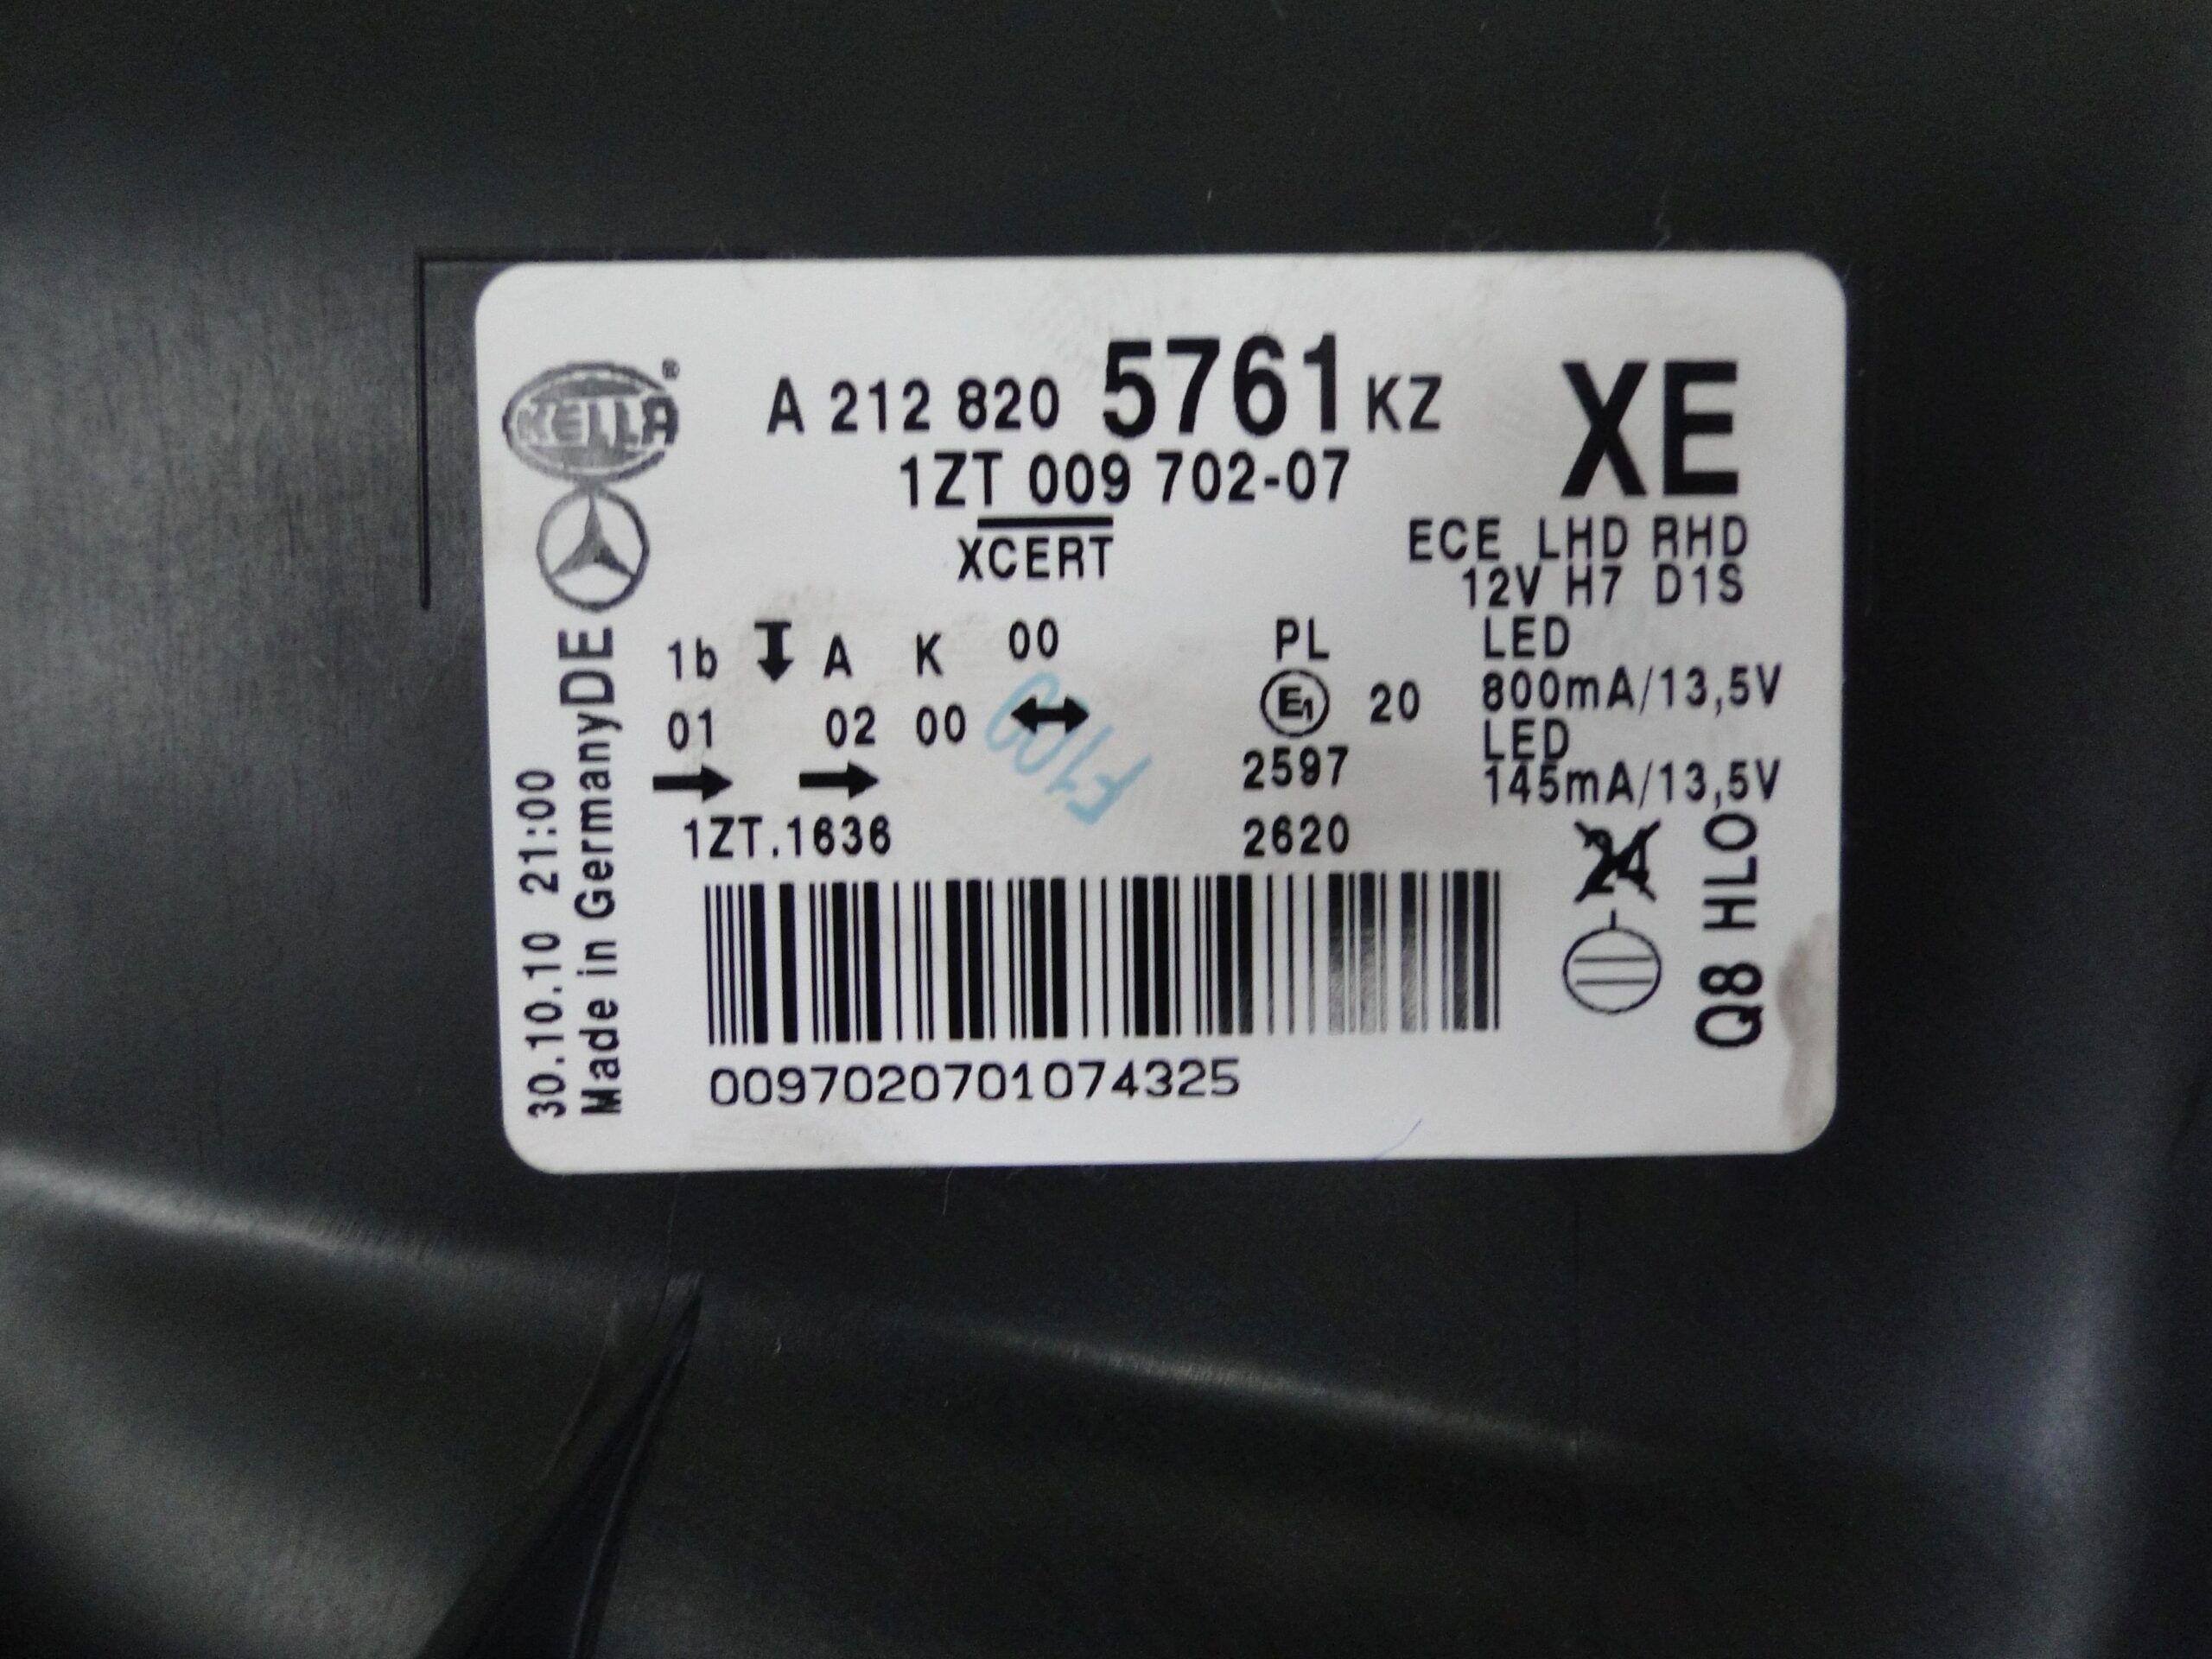 HELLA®
A 212 820 5761 KZ
XE
1ZT 009 702-07
XCERT
ECE LHD RHD
12V H7 D1S
1b A K 00
PL
LED
01 02 00
E1 20
800mA/13,5V
LED
2597
145mA/13,5V
1ZT.1636
2620
24
F100
Q8 HLO
0097020701074325
30.10.10 21:00
Made in Germany DE